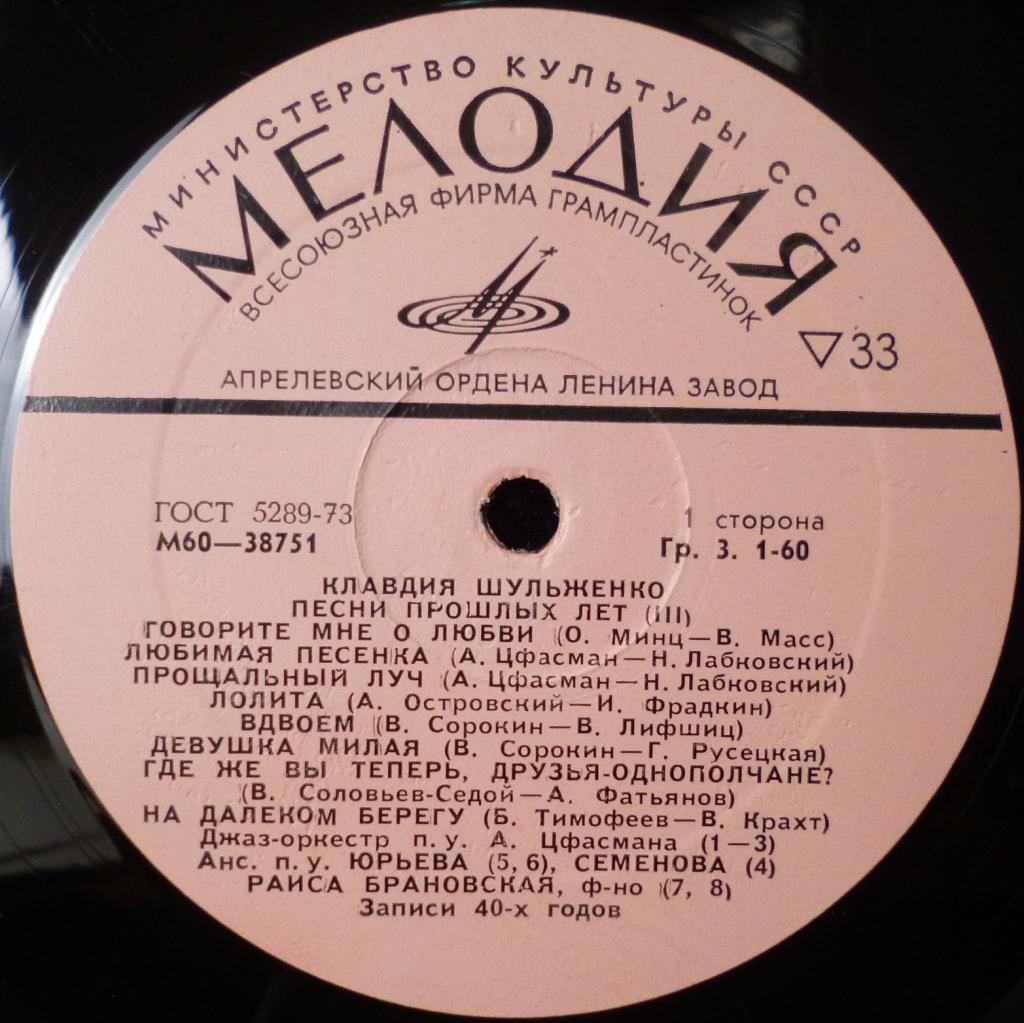 МИНИСТЕРСТВО КУЛЬТУРЫ СССР
МЕЛОДИЯ
ВСЕСОЮЗНАЯ ФИРМА ГРАМПЛАСТИНОК
▽33
АПРЕЛЕВСКИЙ ОРДЕНА ЛЕНИНА ЗАВОД
ГОСТ 5289-73
1 сторона
М60—38751
Гр. 3. 1-60
КЛАВДИЯ ШУЛЬЖЕНКО
ПЕСНИ ПРОШЛЫХ ЛЕТ (III)
ГОВОРИТЕ МНЕ О ЛЮБВИ (О. Минц—В. Масс)
ЛЮБИМАЯ ПЕСЕНКА (А. Цфасман—Н. Лабковский)
ПРОЩАЛЬНЫЙ ЛУЧ (А. Цфасман—Н. Лабковский)
ЛОЛИТА (А. Островский—И. Фрадкин)
ВДВОЕМ (В. Сорокин—В. Лифшиц)
ДЕВУШКА МИЛАЯ (В. Сорокин—Г. Русецкая)
ГДЕ ЖЕ ВЫ ТЕПЕРЬ, ДРУЗЬЯ-ОДНОПОЛЧАНЕ?
(В. Соловьев-Седой—А. Фатьянов)
НА ДАЛЕКОМ БЕРЕГУ (Б. Тимофеев—В. Крахт)
Джаз-оркестр п. у. А. Цфасмана (1—3)
Анс. п. у. ЮРЬЕВА (5, 6), СЕМЕНОВА (4)
РАИСА БРАНОВСКАЯ, ф-но (7, 8)
Записи 40-х годов